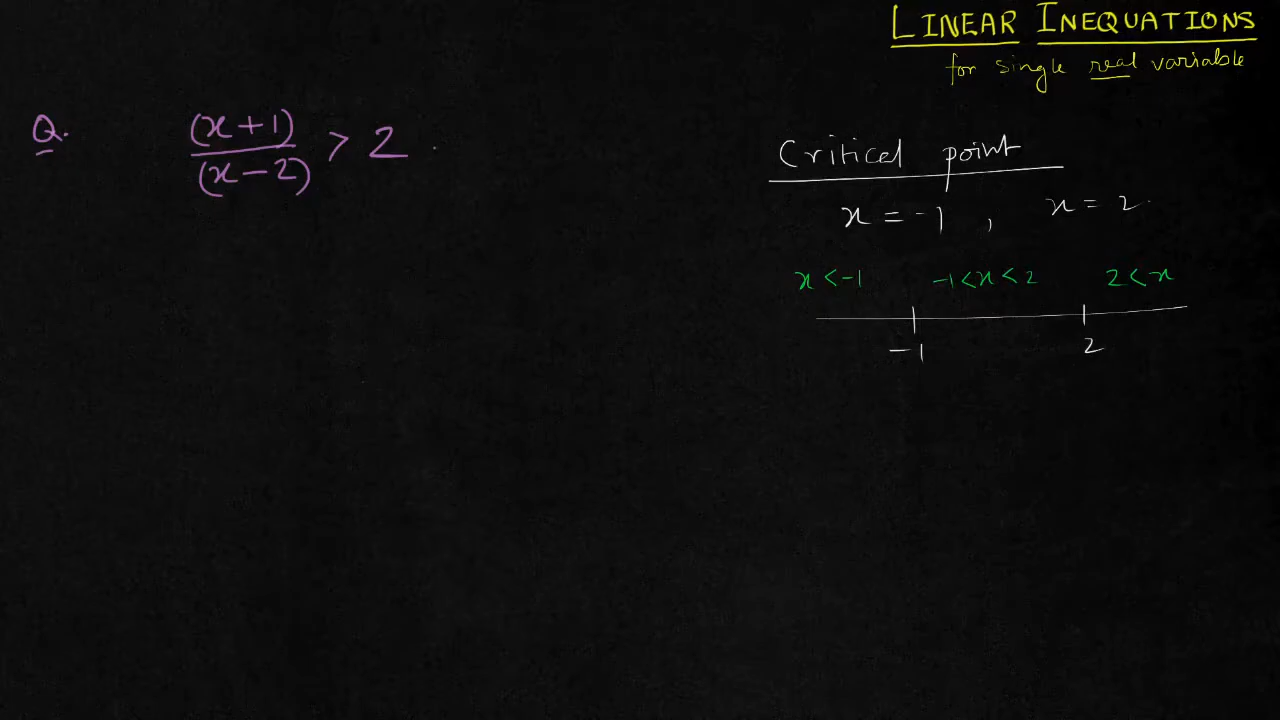 LINEAR INEQUATIONS
for single real variable
Q. (x+1)/(x-2) > 2
Critical point
x = -1 , x = 2
x < -1 -1 < x < 2 2 < x
-1 2